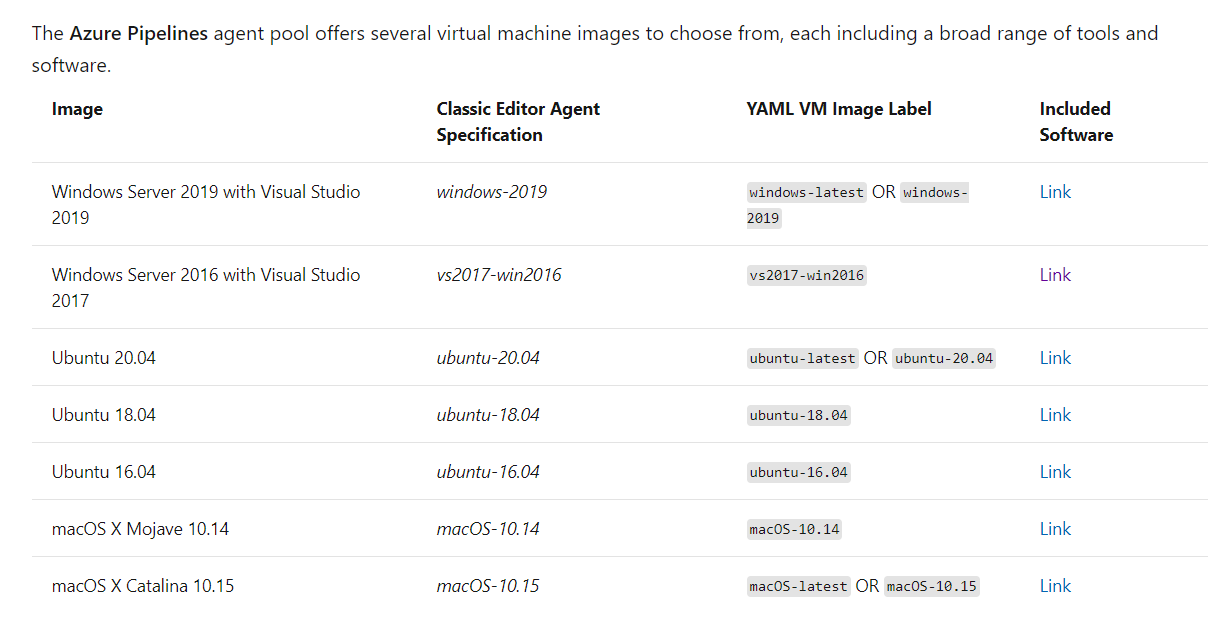 The Azure Pipelines agent pool offers several virtual machine images to choose from, each including a broad range of tools and
software.
Image
Classic Editor Agent
Specification
YAML VM Image Label
Included
Software
Windows Server 2019 with Visual Studio
2019
windows-2019
windows-latest OR windows-
2019
Link
Windows Server 2016 with Visual Studio
2017
vs2017-win2016
vs2017-win2016
Link
Ubuntu 20.04
ubuntu-20.04
ubuntu-latest OR ubuntu-20.04
Link
Ubuntu 18.04
ubuntu-18.04
ubuntu-18.04
Link
Ubuntu 16.04
ubuntu-16.04
ubuntu-16.04
Link
macOS X Mojave 10.14
macOS-10.14
macOS-10.14
Link
macOS X Catalina 10.15
macOS-10.15
macOS-latest OR macOS-10.15
Link